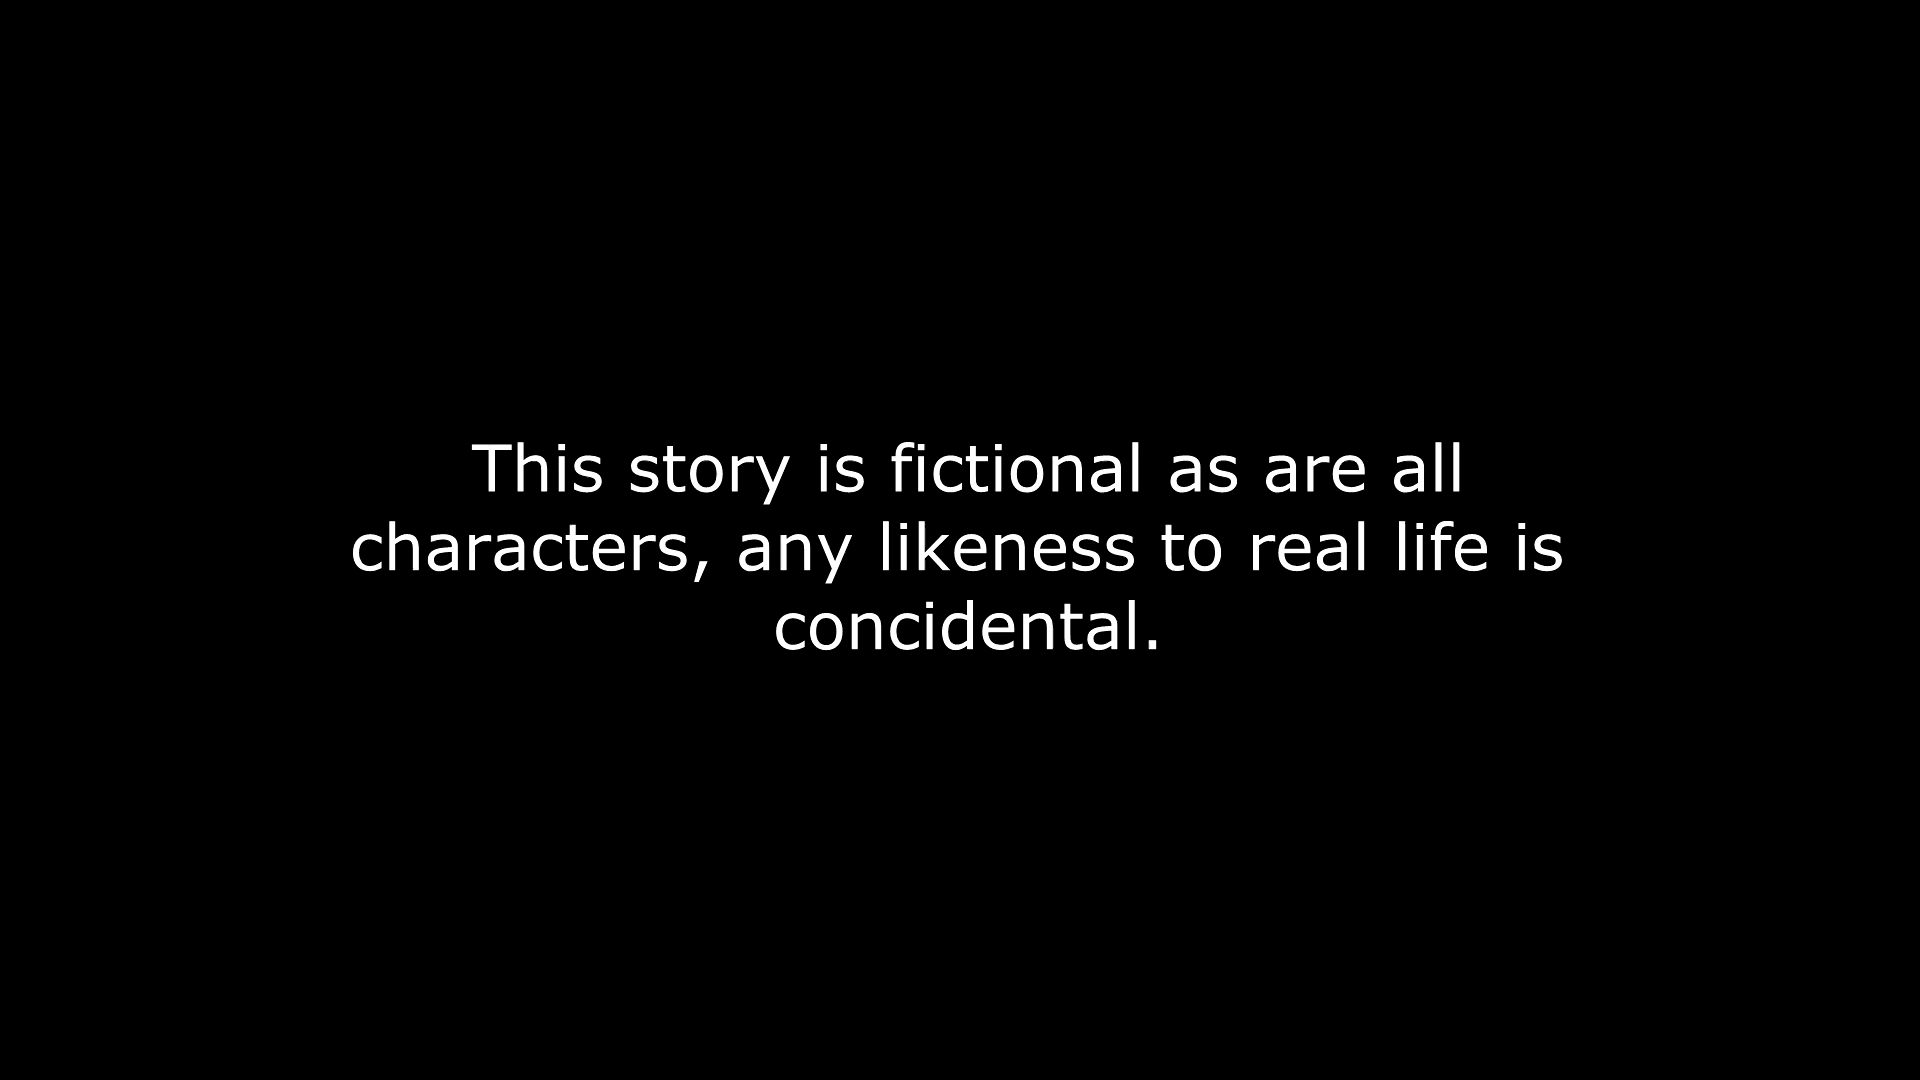 This story is fictional as are all
characters, any likeness to real life is
concidental.